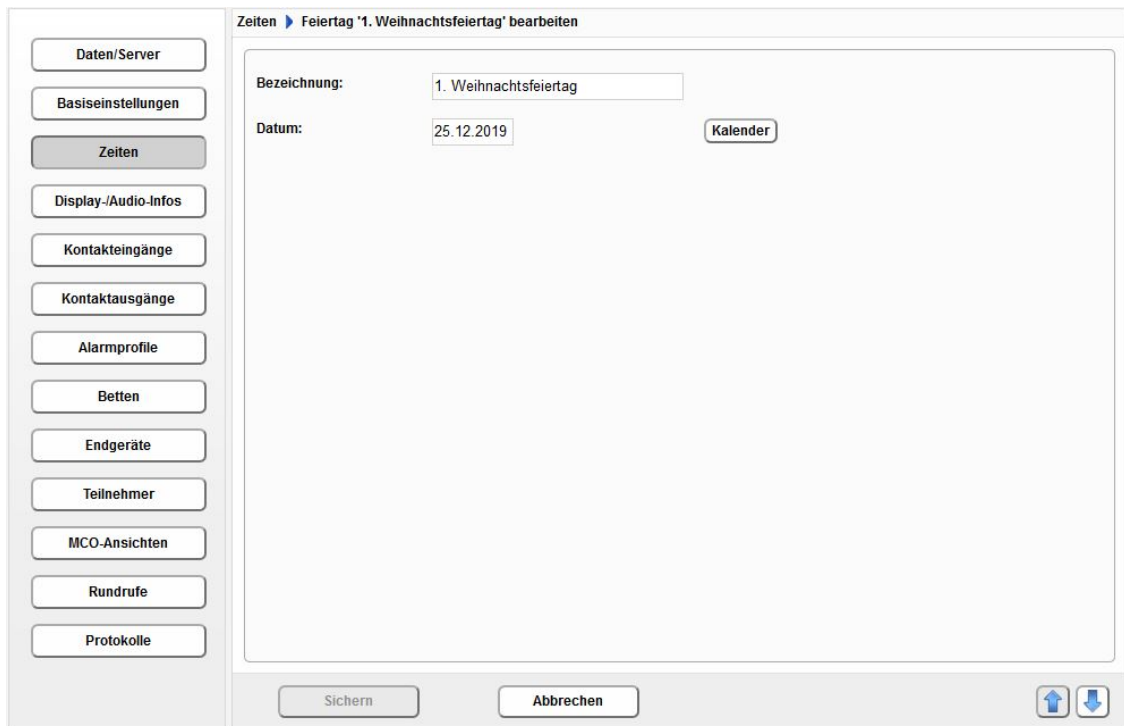 Daten/Server
Basiseinstellungen
Zeiten
Display-/Audio-Infos
Kontakteingänge
Kontaktausgänge
Alarmprofile
Betten
Endgeräte
Teilnehmer
MCO-Ansichten
Rundrufe
Protokolle
Zeiten Feiertag '1. Weihnachtsfeiertag' bearbeiten
Bezeichnung: 1. Weihnachtsfeiertag
Datum: 25.12.2019 Kalender
Sichern Abbrechen